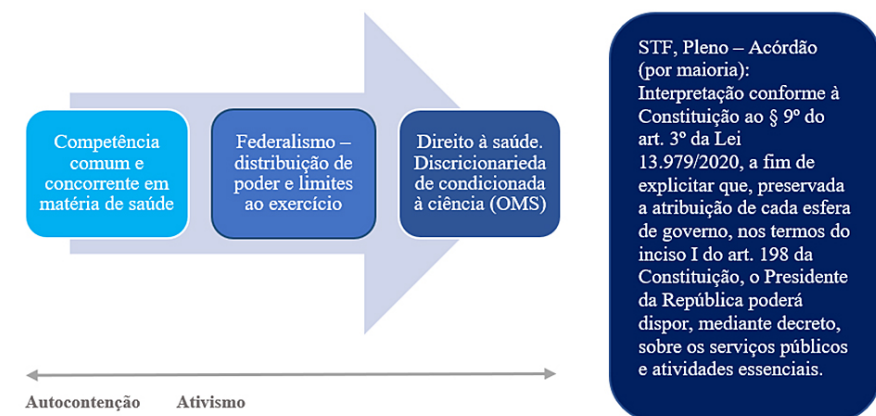 Competência
comum e
concorrente em
matéria de saúde
Federalismo –
distribuição de
poder e limites
ao exercício
Direito à saúde.
Discricionarieda
de condicionada
à ciência (OMS)
Autocontenção
Ativismo
STF, Pleno – Acórdão
(por maioria):
Interpretação conforme à
Constituição ao § 9º do
art. 3º da Lei
13.979/2020, a fim de
explicitar que, preservada
a atribuição de cada esfera
de governo, nos termos do
inciso I do art. 198 da
Constituição, o Presidente
da República poderá
dispor, mediante decreto,
sobre os serviços públicos
e atividades essenciais.